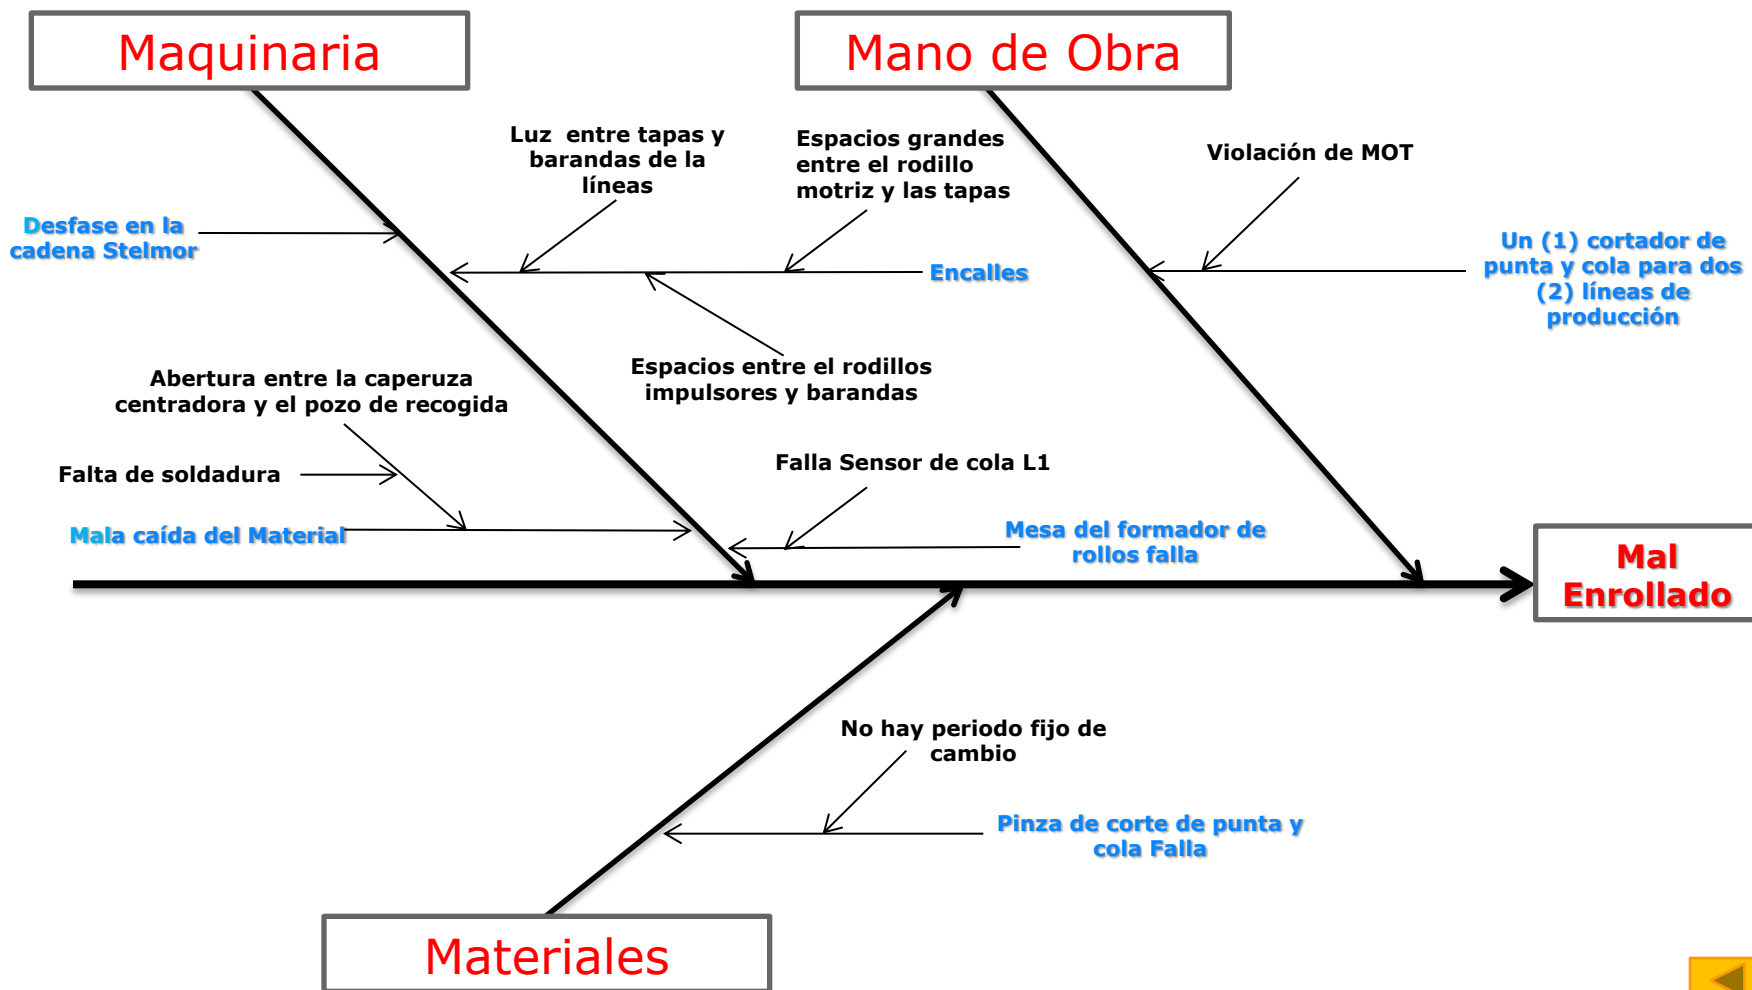 Maquinaria
Mano de Obra
Luz entre tapas y
barandas de la
líneas
Espacios grandes
entre el rodillo
motriz y las tapas
Violación de MOT
Desfase en la
cadena Stelmor
Encalles
Un (1) cortador de
punta y cola para dos
(2) líneas de
producción
Espacios entre el rodillos
impulsores y barandas
Abertura entre la caperuza
centradora y el pozo de recogida
Falta de soldadura
Falla Sensor de cola L1
Mala caída del Material
Mesa del formador de
rollos falla
Mal
Enrollado
No hay periodo fijo de
cambio
Pinza de corte de punta y
cola Falla
Materiales